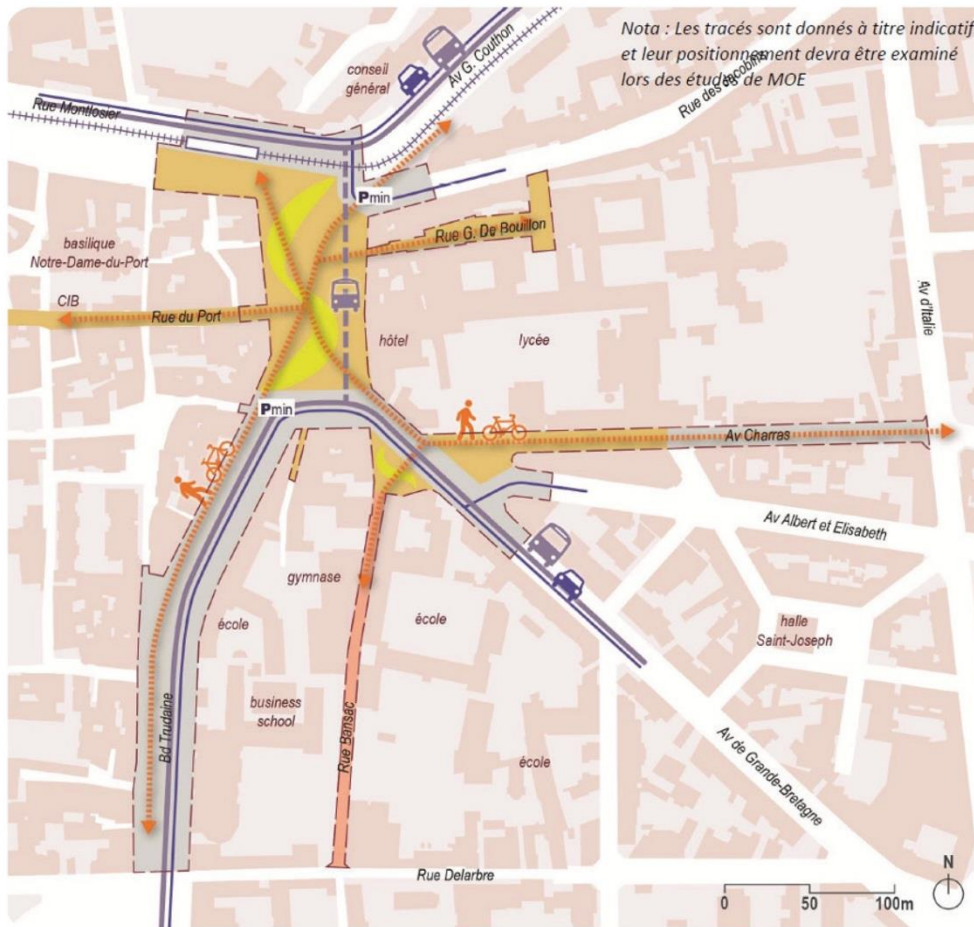 Nota : Les tracés sont donnés à titre indicatif
et leur positionnement devra être examiné
lors des études de MOE
conseil
général
Av G. Couthon
Rue des Jacobins
Rue Montlosier
Pmin
Rue G. De Bouillon
basilique
Notre-Dame-du-Port
CIB
Rue du Port
Av d'Italie
hôtel
lycée
Pmin
Av Charras
Av Albert et Elisabeth
gymnase
école
école
halle
Saint-Joseph
business
school
Bd Trudaine
Rue Bansac
école
Av de Grande-Bretagne
Rue Delarbre
N
0 50 100m